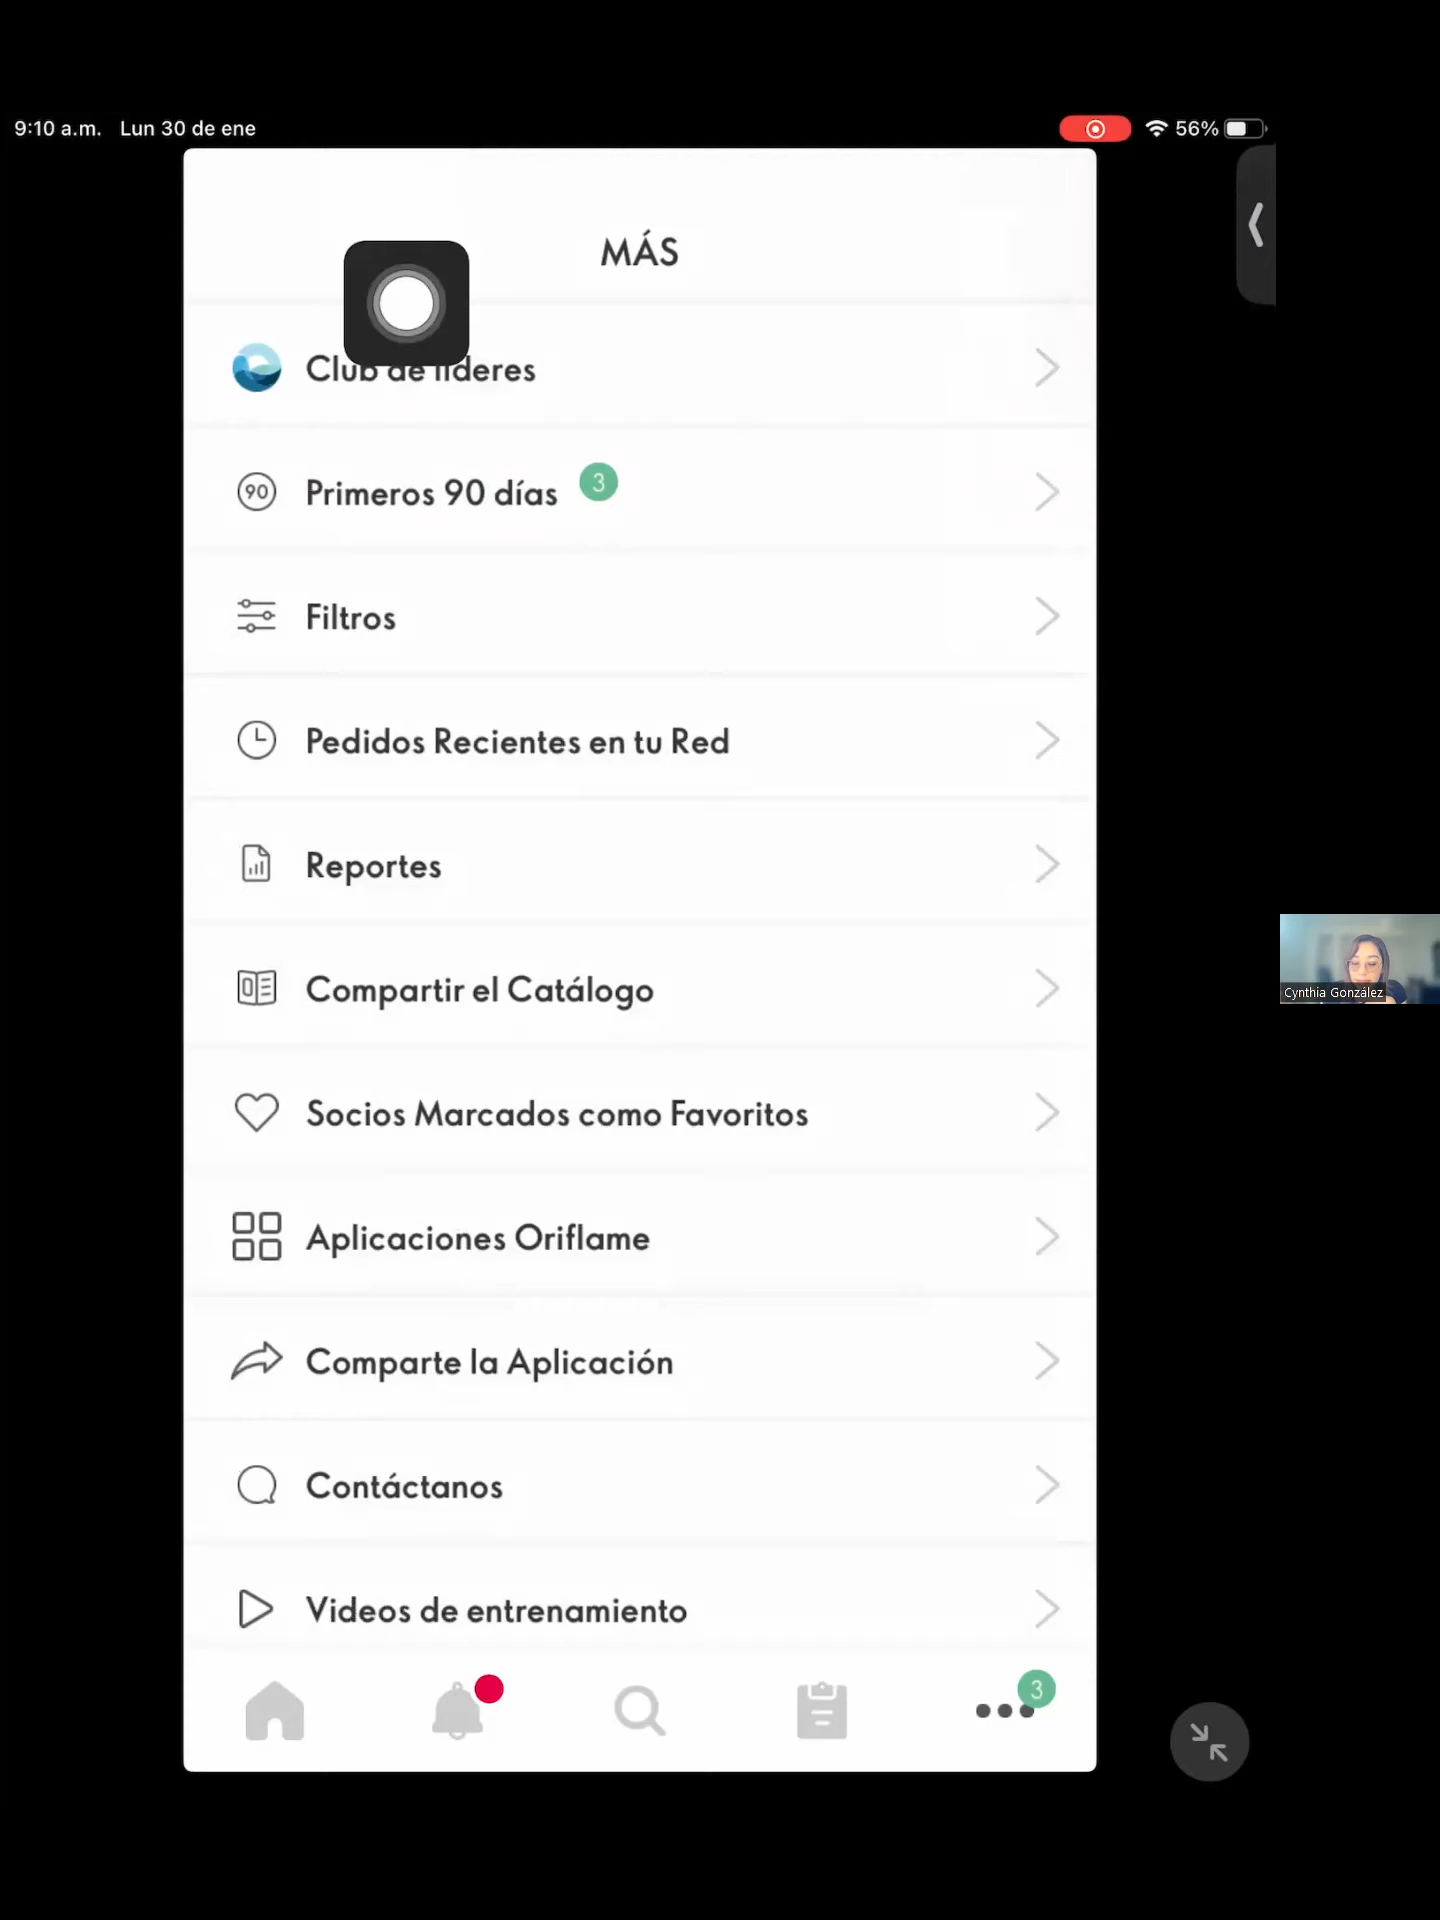 9:10 a.m. Lun 30 de ene
56%
MÁS
Club de líderes
90 Primeros 90 días 3
Filtros
Pedidos Recientes en tu Red
Reportes
Compartir el Catálogo
Cynthia González
Socios Marcados como Favoritos
Aplicaciones Oriflame
Comparte la Aplicación
Contáctanos
Videos de entrenamiento
3